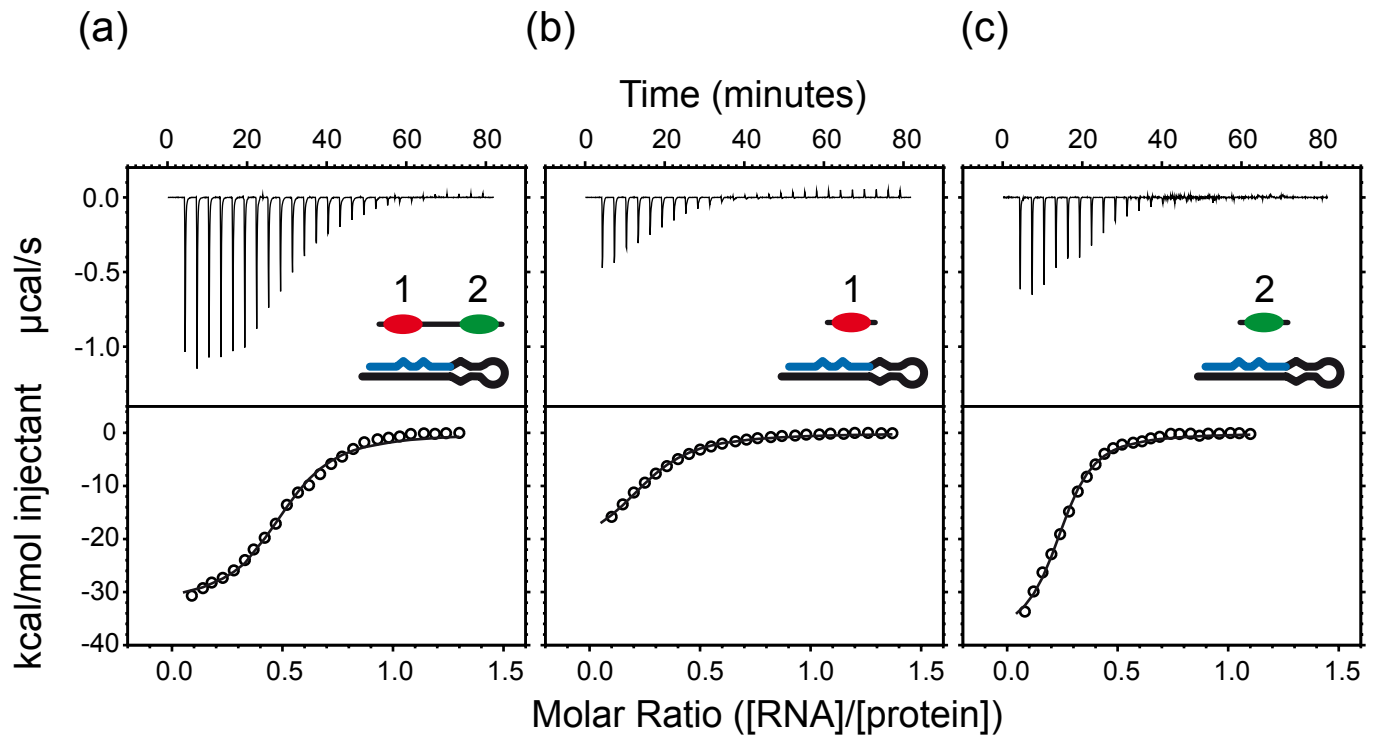 (a) (b) (c)
Time (minutes)
0 20 40 60 80 0 20 40 60 80 0 20 40 60 80
0.0
-0.5
-1.0
µcal/s
1 2 1 2
0
-10
-20
-30
-40
kcal/mol injectant
0.0 0.5 1.0 1.5 0.0 0.5 1.0 1.5 0.0 0.5 1.0 1.5
Molar Ratio ([RNA]/[protein])